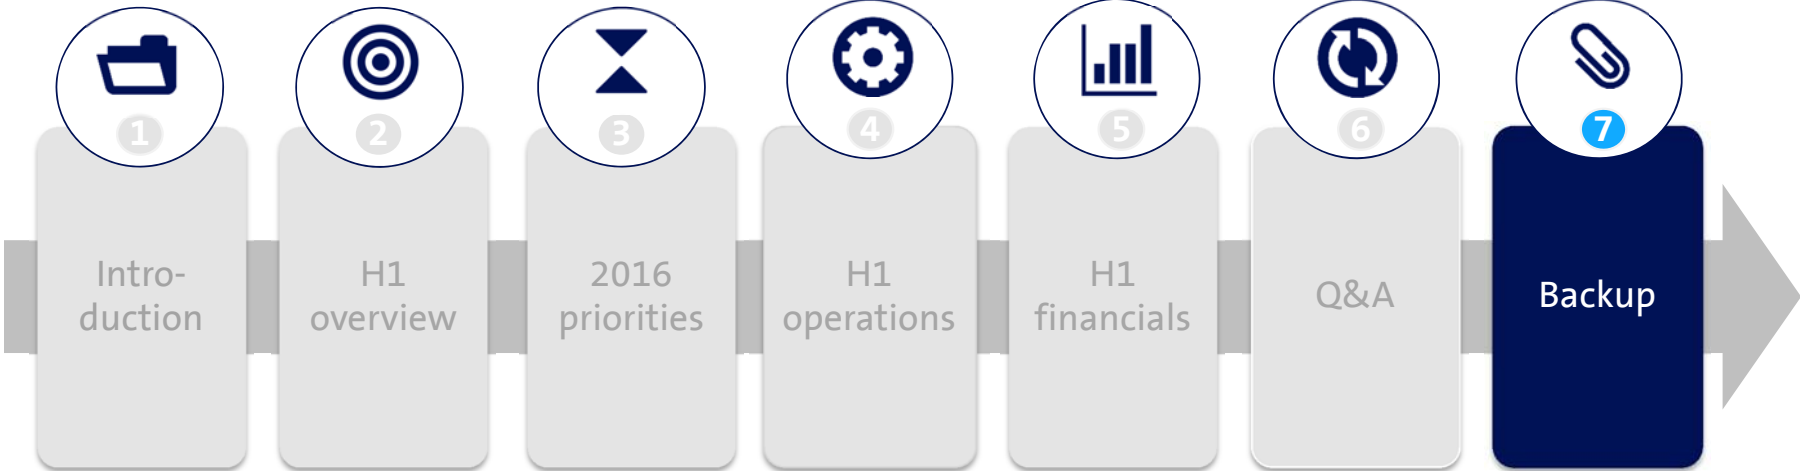 1
Intro-
duction
2
H1
overview
3
2016
priorities
4
H1
operations
5
H1
financials
6
Q&A
7
Backup